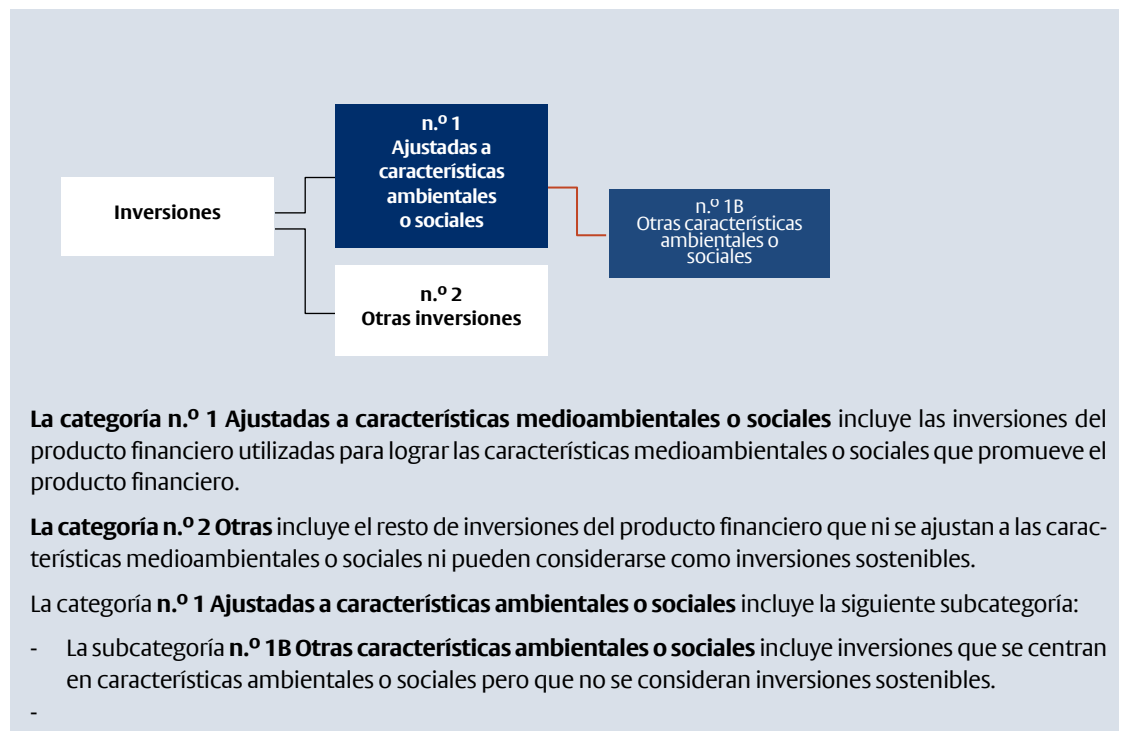 Inversiones
n.º 1
Ajustadas a
características
ambientales
o sociales
n.º 2
Otras inversiones
n.º 1B
Otras características
ambientales o
sociales
La categoría n.º 1 Ajustadas a características medioambientales o sociales incluye las inversiones del
producto financiero utilizadas para lograr las características medioambientales o sociales que promueve el
producto financiero.
La categoría n.º 2 Otras incluye el resto de inversiones del producto financiero que ni se ajustan a las carac-
terísticas medioambientales o sociales ni pueden considerarse como inversiones sostenibles.
La categoría n.º 1 Ajustadas a características ambientales o sociales incluye la siguiente subcategoría:
- La subcategoría n.º 1B Otras características ambientales o sociales incluye inversiones que se centran
en características ambientales o sociales pero que no se consideran inversiones sostenibles.
-